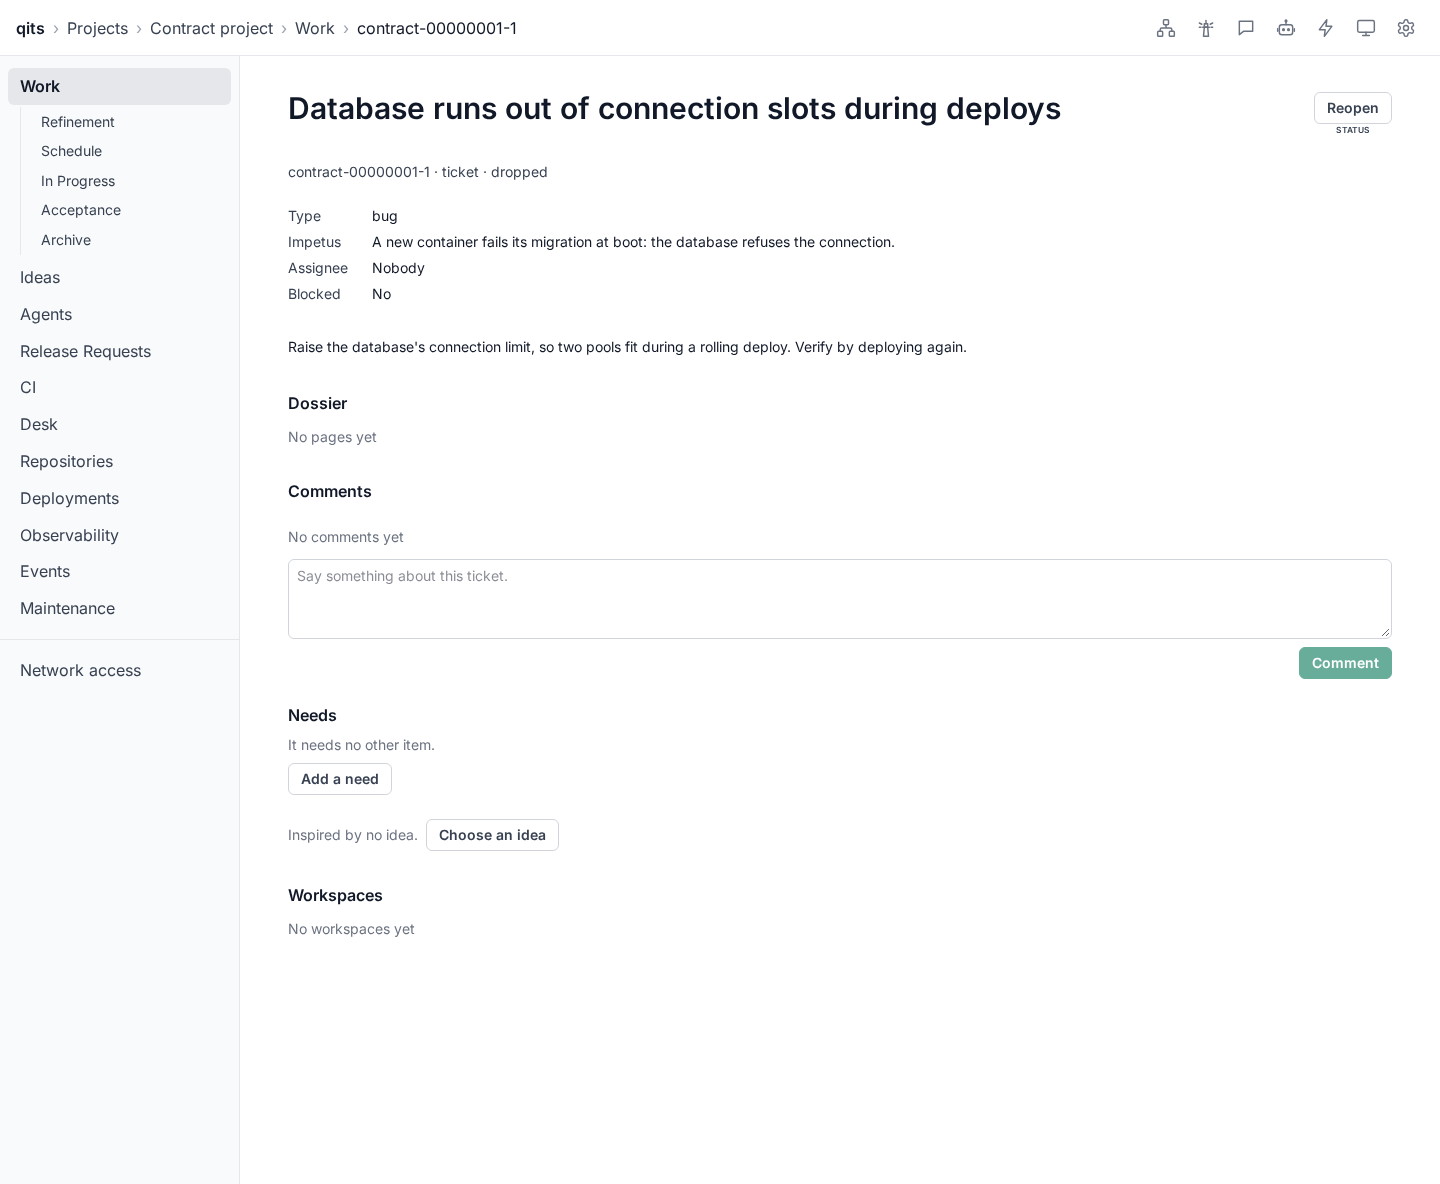 qits › Projects › Contract project › Work › contract-00000001-1
Work
Refinement
Schedule
In Progress
Acceptance
Archive
Ideas
Agents
Release Requests
CI
Desk
Repositories
Deployments
Observability
Events
Maintenance
Network access
Database runs out of connection slots during deploys
Reopen
STATUS
contract-00000001-1 · ticket · dropped
Type bug
Impetus A new container fails its migration at boot: the database refuses the connection.
Assignee Nobody
Blocked No
Raise the database's connection limit, so two pools fit during a rolling deploy. Verify by deploying again.
Dossier
No pages yet
Comments
No comments yet
Say something about this ticket.
Comment
Needs
It needs no other item.
Add a need
Inspired by no idea. Choose an idea
Workspaces
No workspaces yet